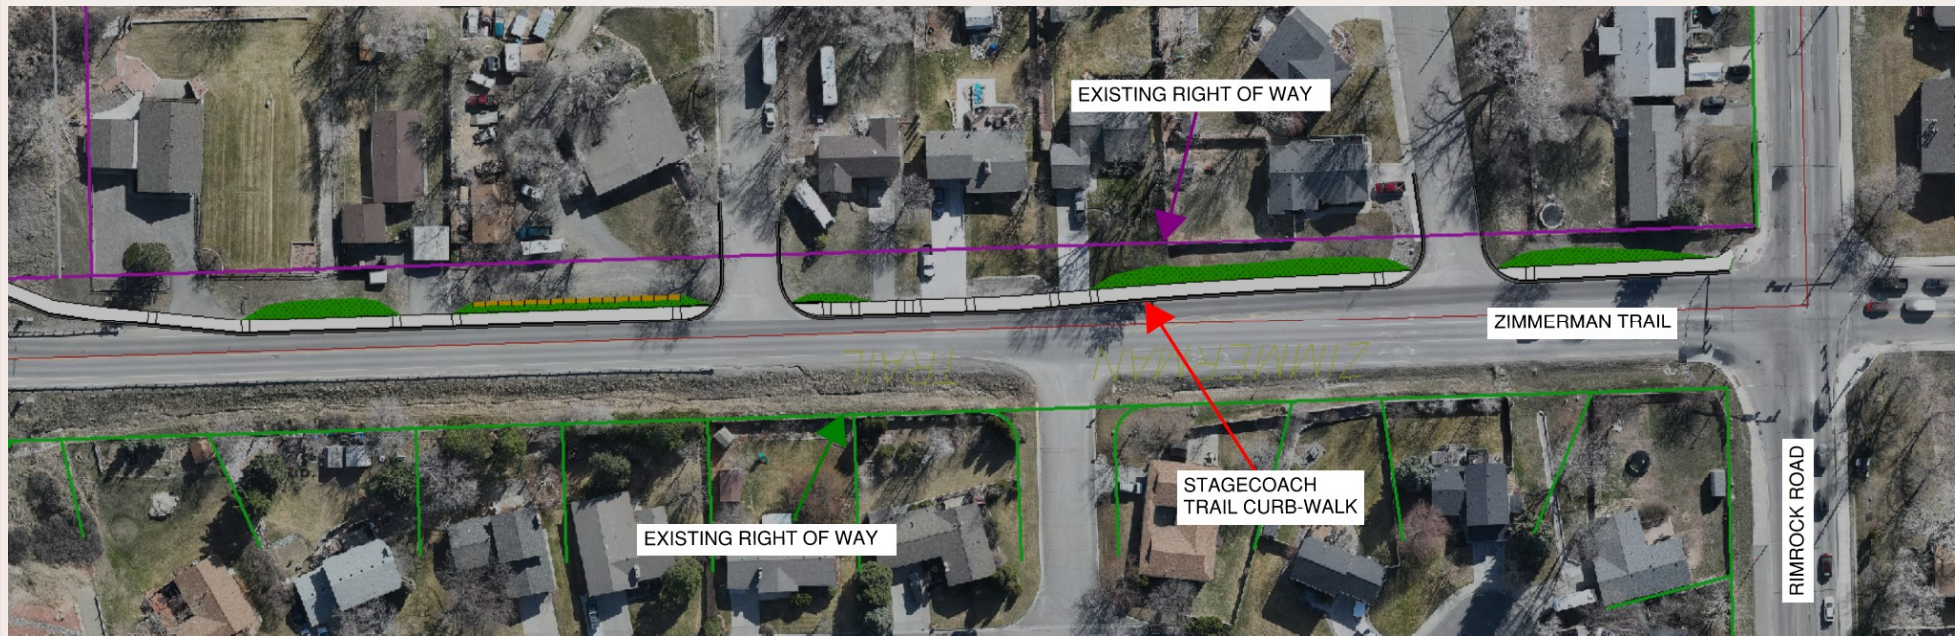 EXISTING RIGHT OF WAY
ZIMMERMAN TRAIL
ZIMMERMAN
TRAIL
STAGECOACH
TRAIL CURB-WALK
EXISTING RIGHT OF WAY
RIMROCK ROAD